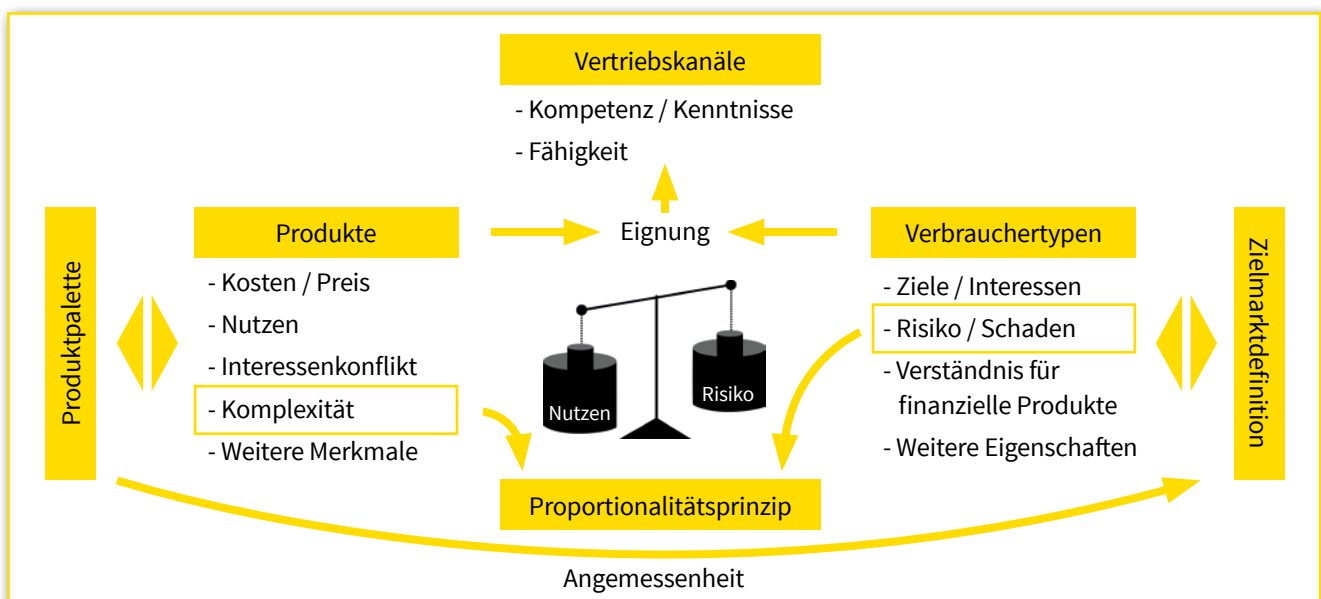 Vertriebskanäle
- Kompetenz / Kenntnisse
- Fähigkeit
Produktpalette
Produkte
- Kosten / Preis
- Nutzen
- Interessenkonflikt
- Komplexität
- Weitere Merkmale
Eignung
Nutzen
Risiko
Verbrauchertypen
- Ziele / Interessen
- Risiko / Schaden
- Verständnis für
finanzielle Produkte
- Weitere Eigenschaften
Zielmarktdefinition
Proportionalitätsprinzip
Angemessenheit